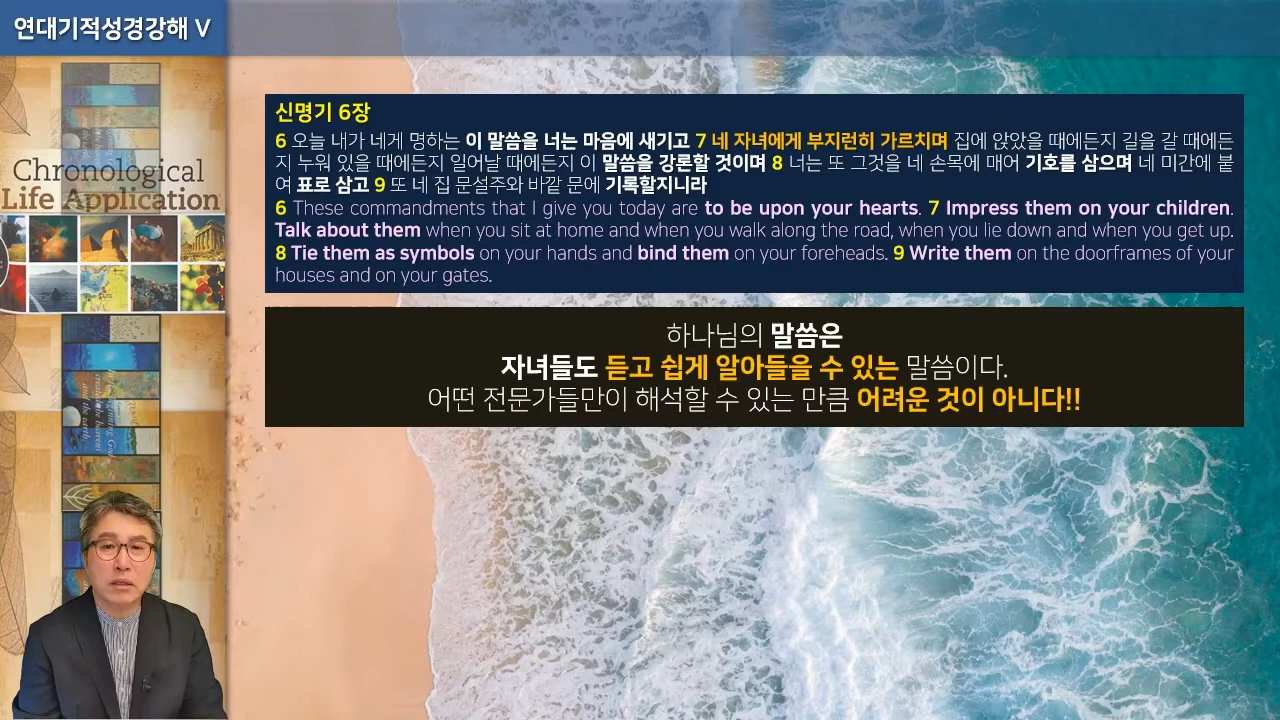 연대기적성경강해 V
Chronological
Life Application
신명기 6장
6 오늘 내가 네게 명하는 이 말씀을 너는 마음에 새기고 7 네 자녀에게 부지런히 가르치며 집에 앉았을 때에든지 길을 갈 때에든
지 누워 있을 때에든지 일어날 때에든지 이 말씀을 강론할 것이며 8 너는 또 그것을 네 손목에 매어 기호를 삼으며 네 미간에 붙
여 표로 삼고 9 또 네 집 문설주와 바깥 문에 기록할지니라
6 These commandments that I give you today are to be upon your hearts. 7 Impress them on your children.
Talk about them when you sit at home and when you walk along the road, when you lie down and when you get up.
8 Tie them as symbols on your hands and bind them on your foreheads. 9 Write them on the doorframes of your
houses and on your gates.
하나님의 말씀은
자녀들도 듣고 쉽게 알아들을 수 있는 말씀이다.
어떤 전문가들만이 해석할 수 있는 만큼 어려운 것이 아니다!!